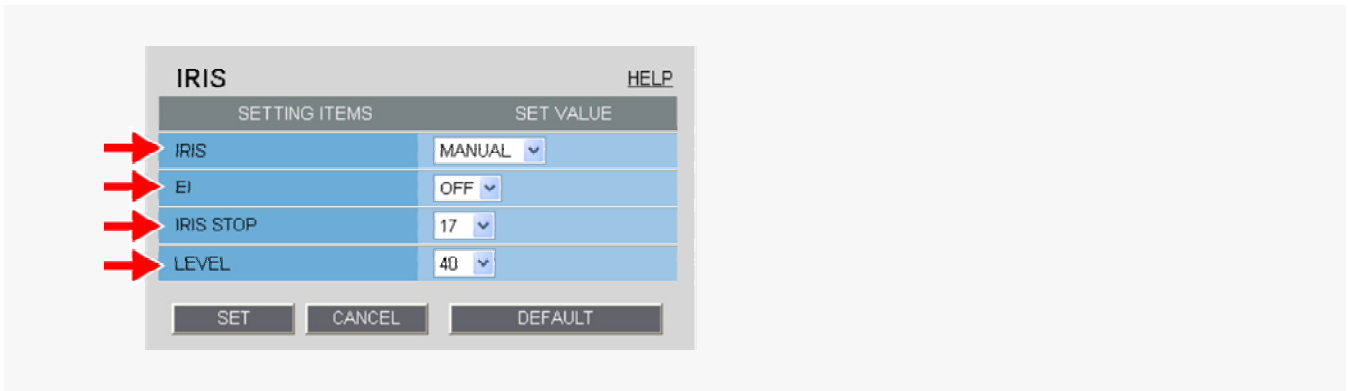 IRIS HELP
SETTING ITEMS SET VALUE
IRIS MANUAL
EI OFF
IRIS STOP 17
LEVEL 40
SET CANCEL DEFAULT